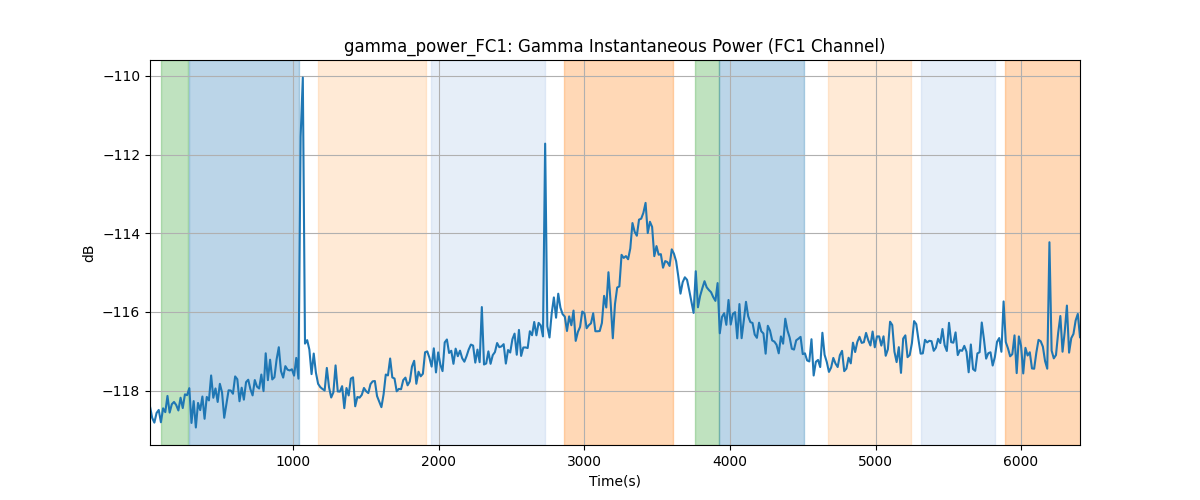 gamma_power_FC1: Gamma Instantaneous Power (FC1 Channel)
−110
−112
−114
−116
−118
dB
1000 2000 3000 4000 5000 6000
Time(s)